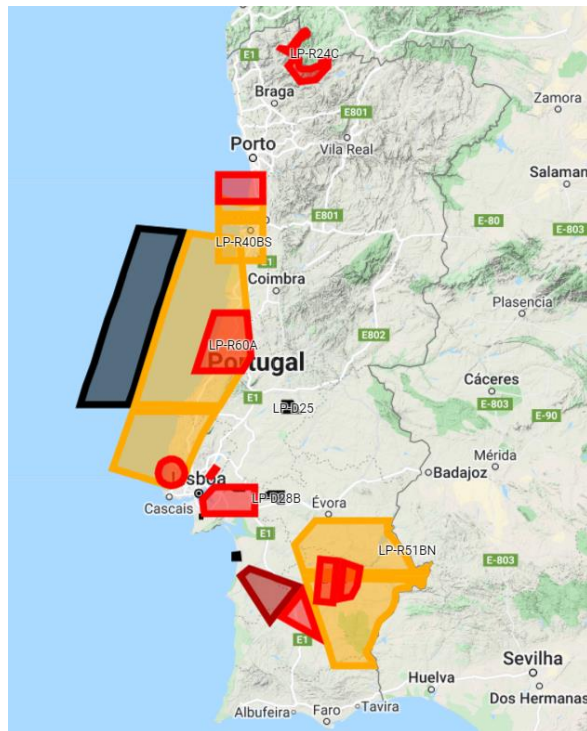 LP-R24C
E1
Braga
E801
Zamora
Porto
Vila Real
Salaman
E801
E-80
E-803
LP-R40BS
E1
Coimbra
Plasencia
E802
LP-R60A
Portugal
Cáceres
E1
LP-D25
E-90
E-803
Mérida
Badajoz
sboa
LP-D28B
Cascais
Évora
E1
LP-R51BN
E-803
E1
Sevilha
Huelva
Dos Hermanas
Albufeira
Faro
Tavira